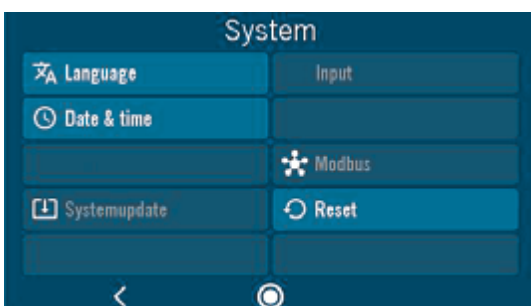 System
Language
Input
Date & time
Modbus
Systemupdate
Reset